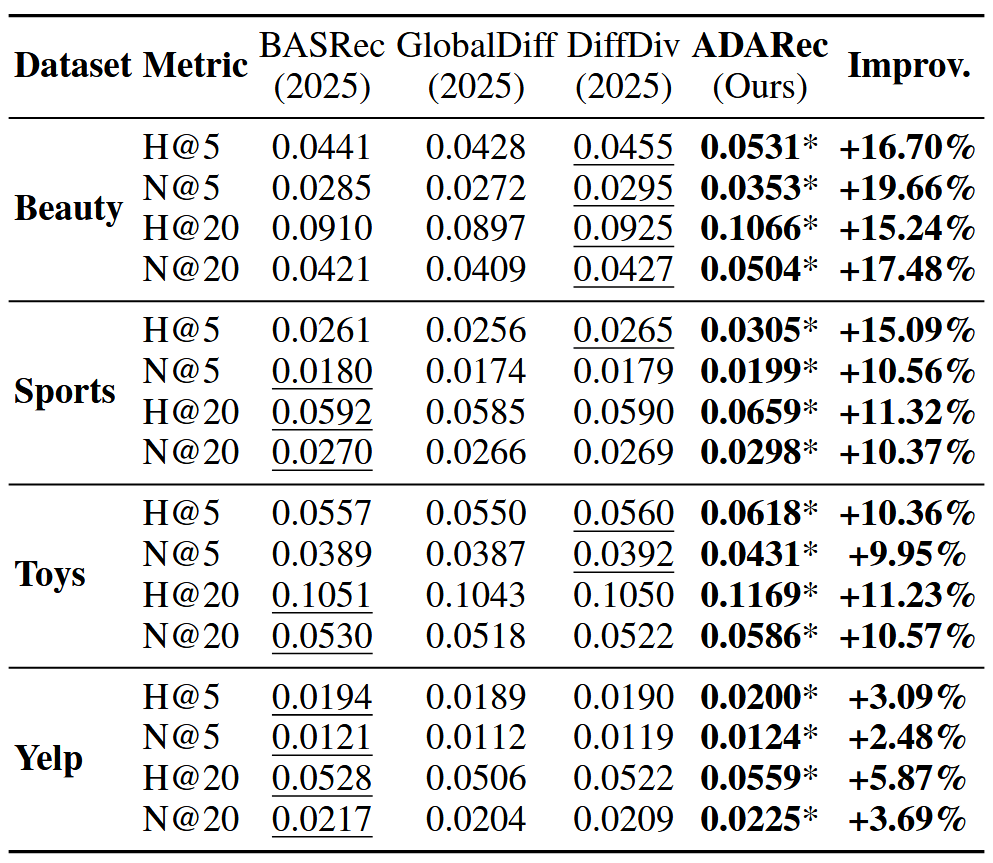 Dataset Metric BASRec (2025) GlobalDiff (2025) DiffDiv (2025) ADARec (Ours) Improv.
Beauty
H@5 0.0441 0.0428 0.0455 0.0531* +16.70%
N@5 0.0285 0.0272 0.0295 0.0353* +19.66%
H@20 0.0910 0.0897 0.0925 0.1066* +15.24%
N@20 0.0421 0.0409 0.0427 0.0504* +17.48%
Sports
H@5 0.0261 0.0256 0.0265 0.0305* +15.09%
N@5 0.0180 0.0174 0.0179 0.0199* +10.56%
H@20 0.0592 0.0585 0.0590 0.0659* +11.32%
N@20 0.0270 0.0266 0.0269 0.0298* +10.37%
Toys
H@5 0.0557 0.0550 0.0560 0.0618* +10.36%
N@5 0.0389 0.0387 0.0392 0.0431* +9.95%
H@20 0.1051 0.1043 0.1050 0.1169* +11.23%
N@20 0.0530 0.0518 0.0522 0.0586* +10.57%
Yelp
H@5 0.0194 0.0189 0.0190 0.0200* +3.09%
N@5 0.0121 0.0112 0.0119 0.0124* +2.48%
H@20 0.0528 0.0506 0.0522 0.0559* +5.87%
N@20 0.0217 0.0204 0.0209 0.0225* +3.69%